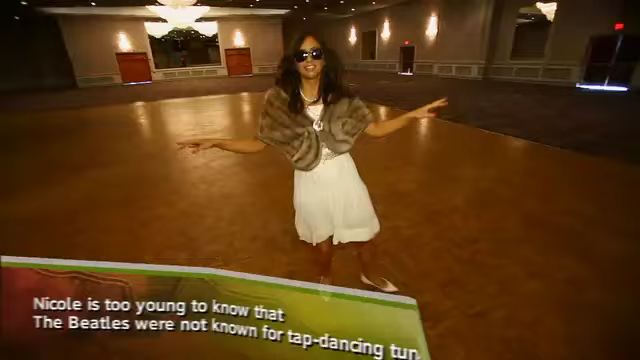 Nicole is too young to know that
The Beatles were not known for tap-dancing tun